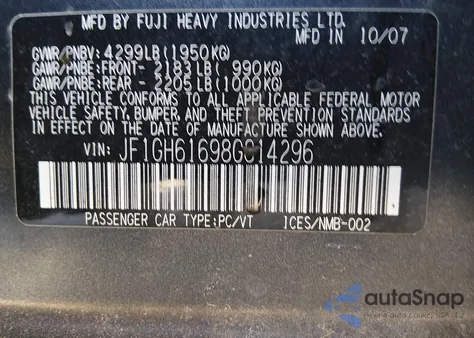 MFD BY FUJI HEAVY INDUSTRIES LTD.
MFD IN 10/07
GVWR/PNBV: 4299LB(1950KG)
GAWR/PNBE:FRONT- 2183LB( 990KG)
GAWR/PNBE:REAR - 2205LB(1000KG)
THIS VEHICLE CONFORMS TO ALL APPLICABLE FEDERAL MOTOR
VEHICLE SAFETY, BUMPER, AND THEFT PREVENTION STANDARDS
IN EFFECT ON THE DATE OF MANUFACTURE SHOWN ABOVE.
VIN:
PASSENGER CAR TYPE:PC/VT ICES/NMB-002
autoSnap